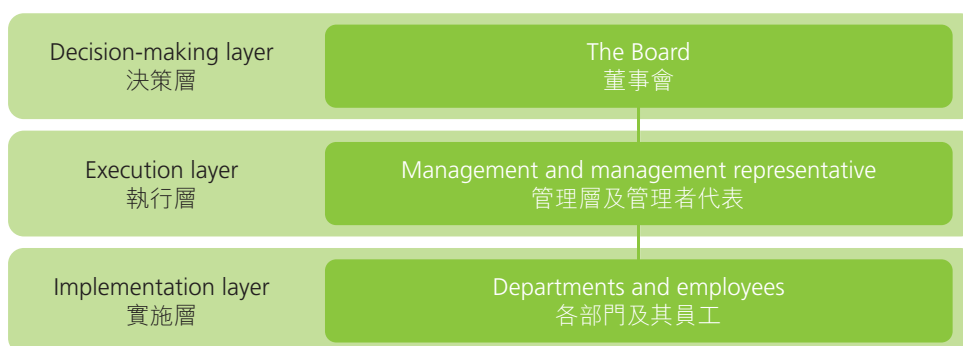 Decision-making layer
決策層
The Board
董事會
Execution layer
執行層
Management and management representative
管理層及管理者代表
Implementation layer
實施層
Departments and employees
各部門及其員工